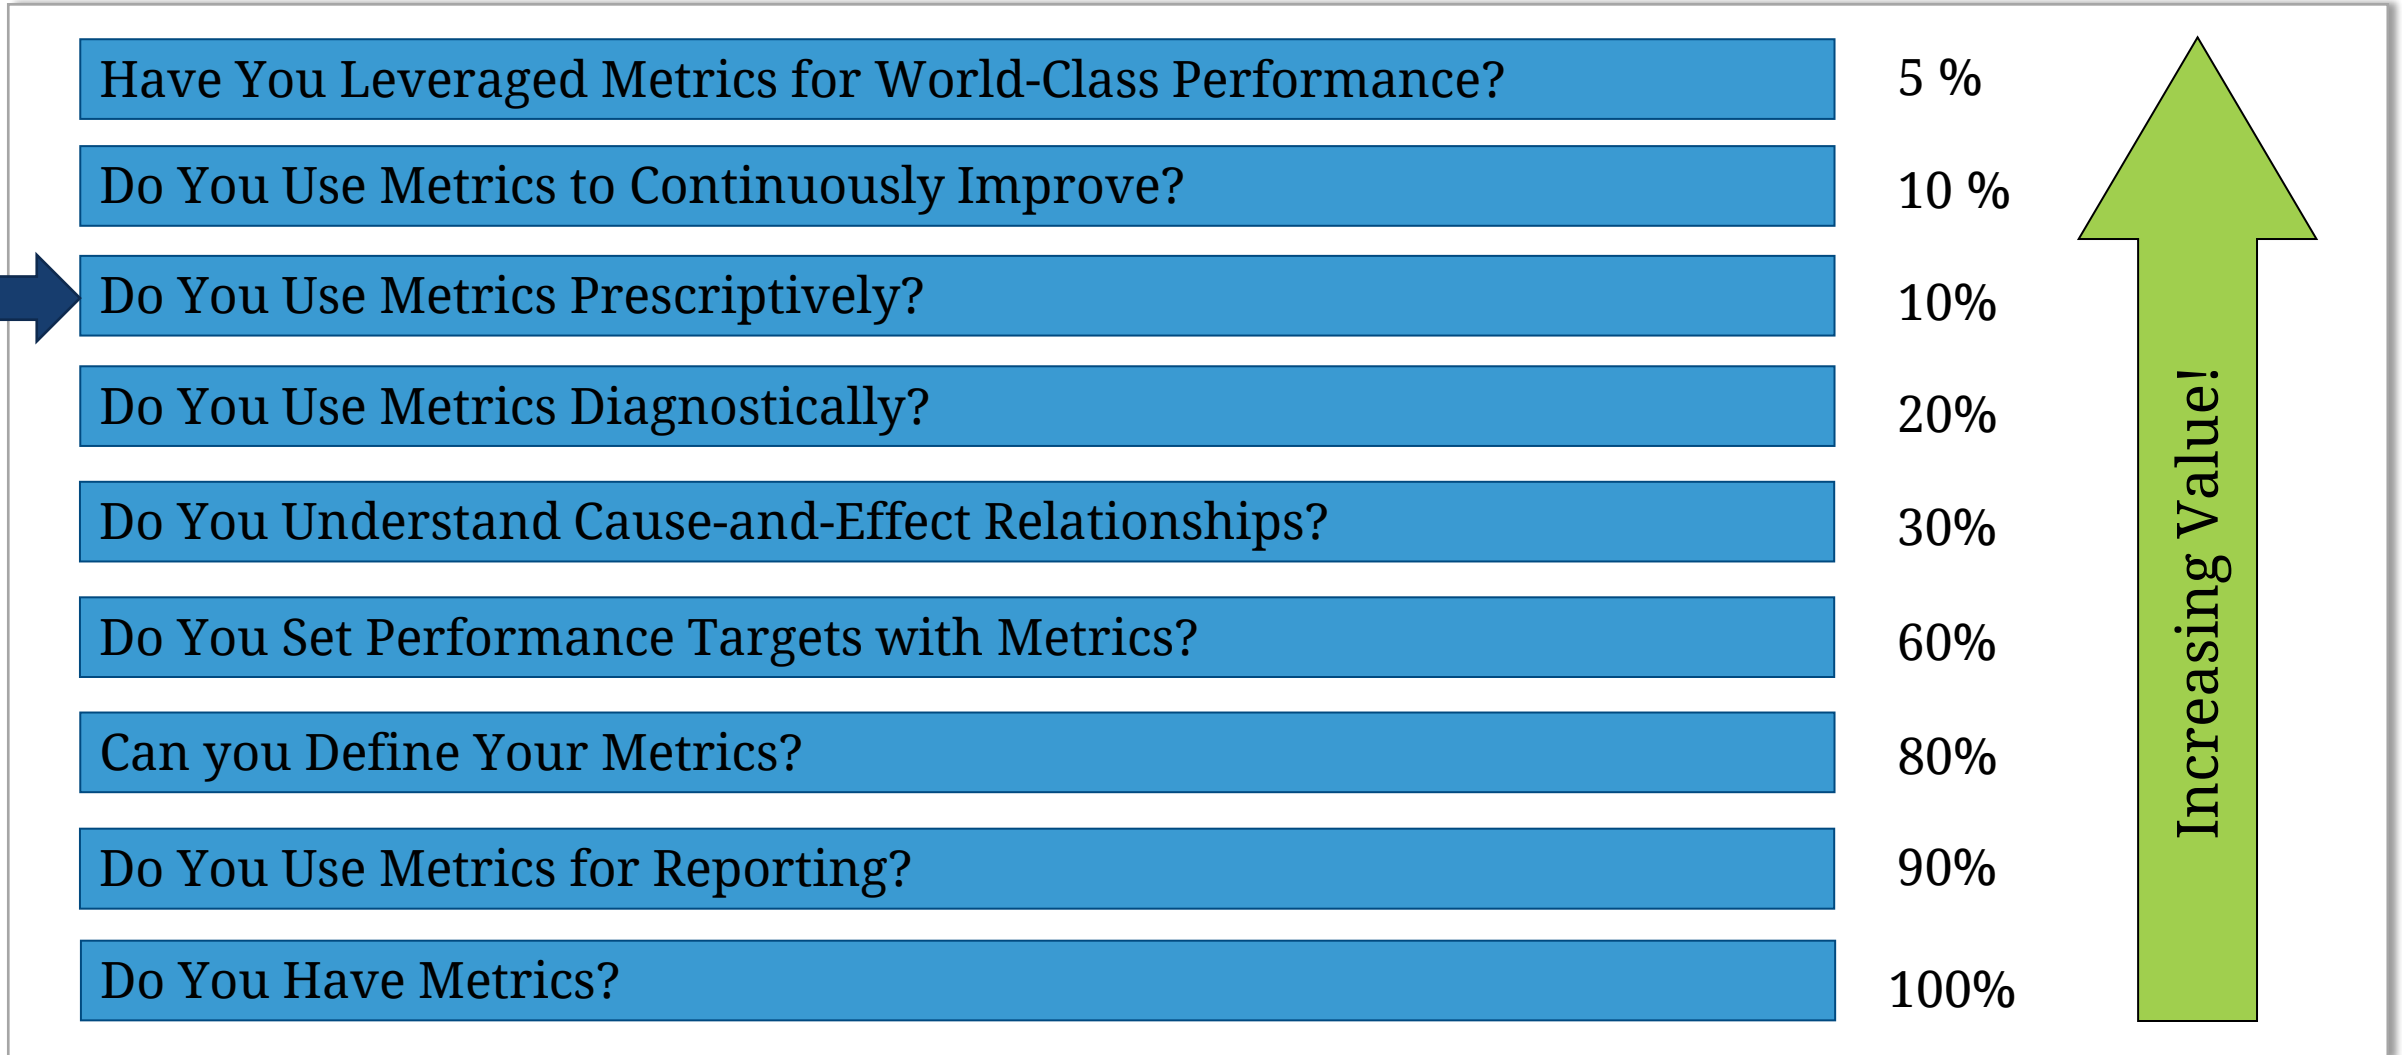 Have You Leveraged Metrics for World-Class Performance? 5 %
Do You Use Metrics to Continuously Improve? 10 %
Do You Use Metrics Prescriptively? 10%
Do You Use Metrics Diagnostically? 20%
Do You Understand Cause-and-Effect Relationships? 30%
Do You Set Performance Targets with Metrics? 60%
Can you Define Your Metrics? 80%
Do You Use Metrics for Reporting? 90%
Do You Have Metrics? 100%
Increasing Value!